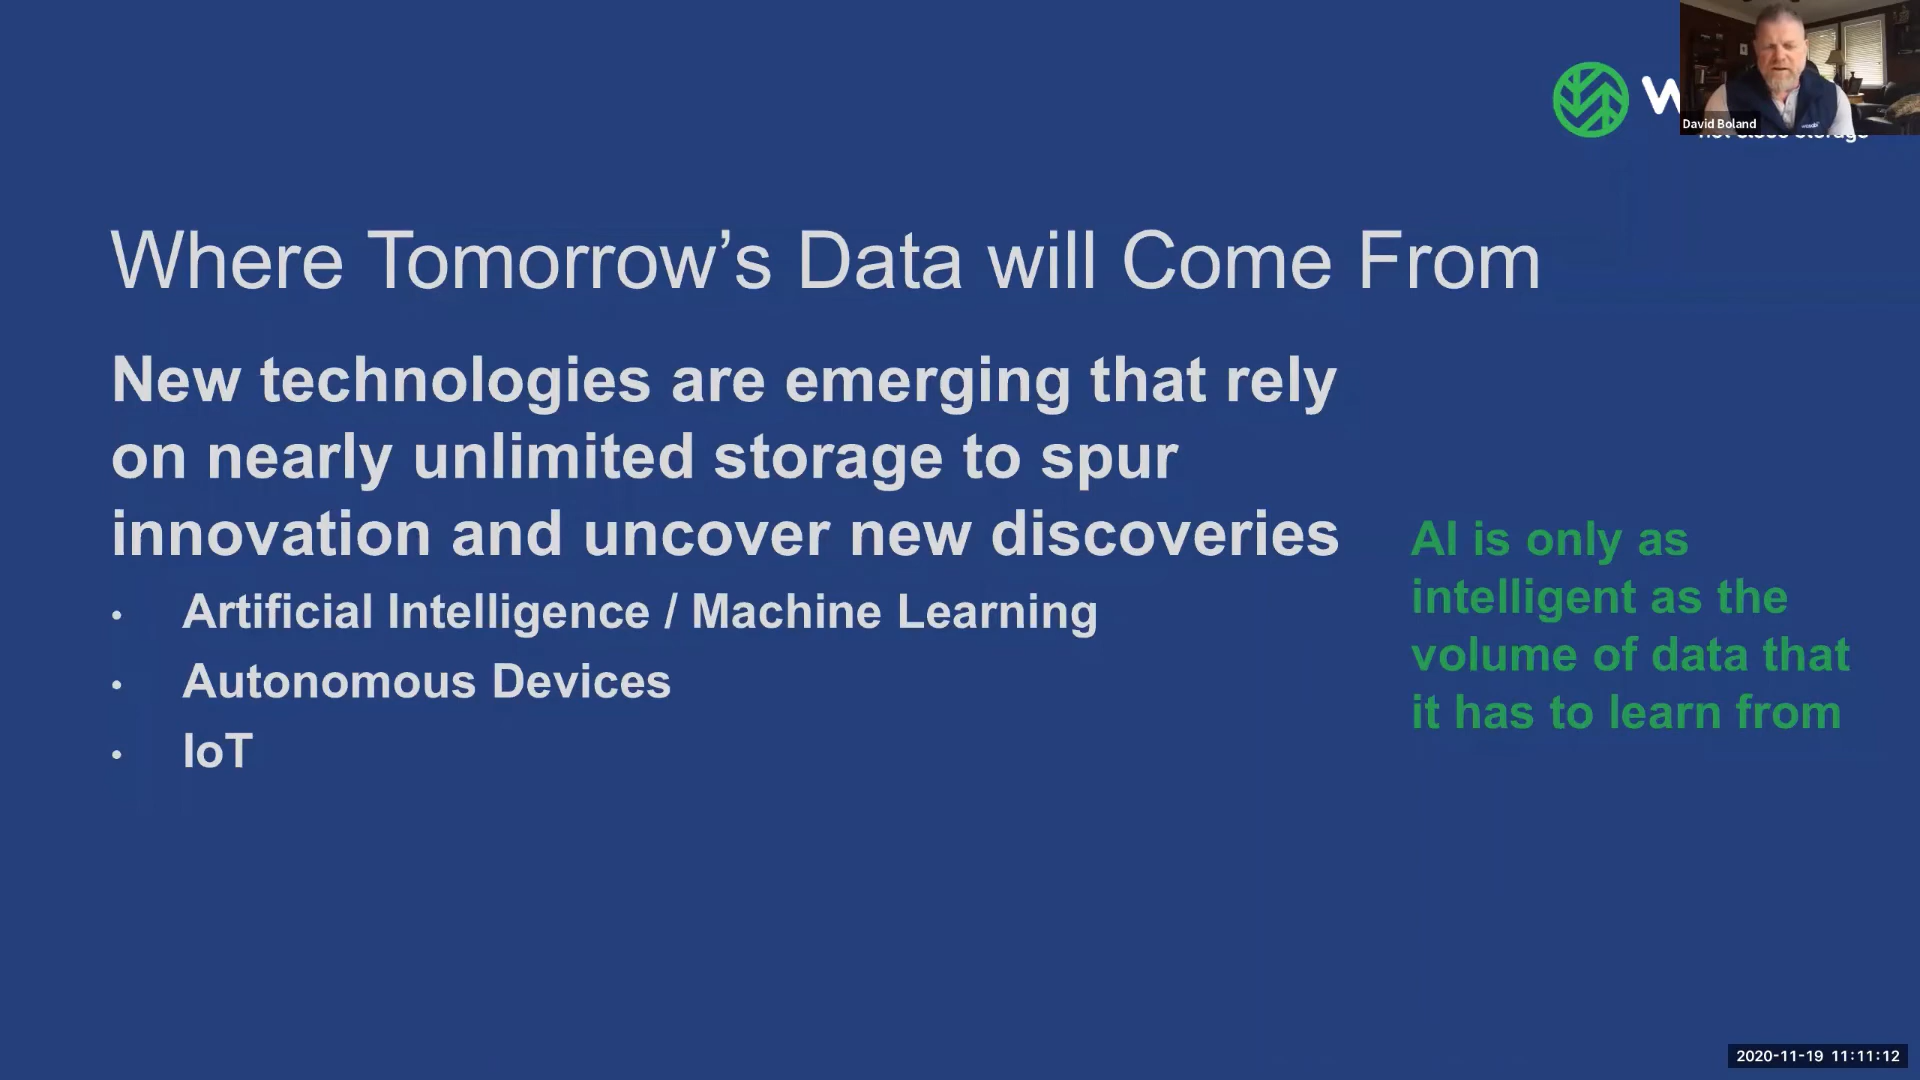 David Boland
Where Tomorrow’s Data will Come From
New technologies are emerging that rely
on nearly unlimited storage to spur
innovation and uncover new discoveries
• Artificial Intelligence / Machine Learning
• Autonomous Devices
• IoT
AI is only as
intelligent as the
volume of data that
it has to learn from
2020-11-19 11:11:12